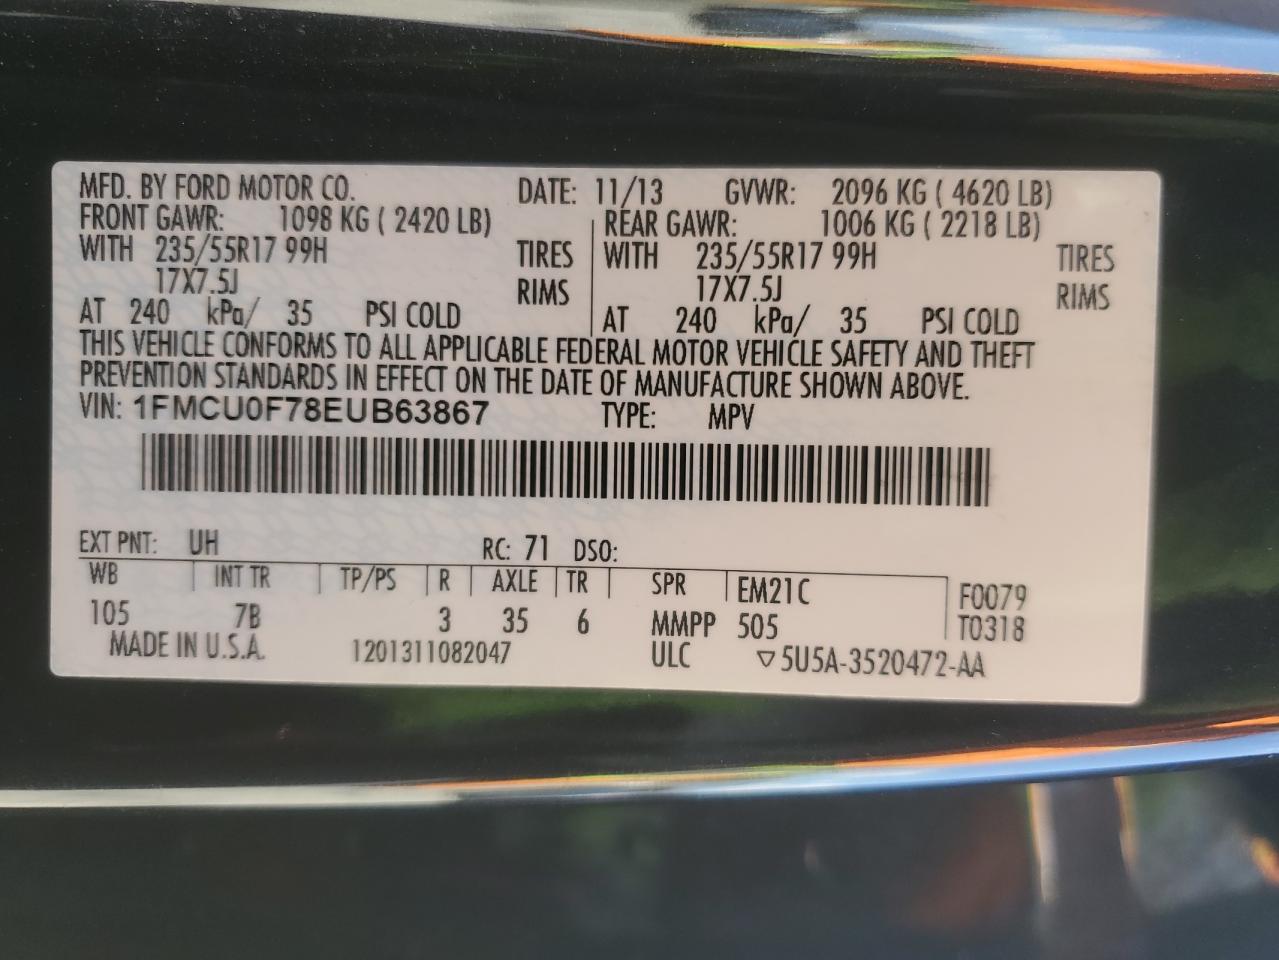 MFD. BY FORD MOTOR CO. DATE: 11/13 GVWR: 2096 KG ( 4620 LB)
FRONT GAWR: 1098 KG ( 2420 LB) REAR GAWR: 1006 KG ( 2218 LB)
WITH 235/55R17 99H TIRES WITH 235/55R17 99H TIRES
17X7.5J RIMS 17X7.5J RIMS
AT 240 kPa/ 35 PSI COLD AT 240 kPa/ 35 PSI COLD
THIS VEHICLE CONFORMS TO ALL APPLICABLE FEDERAL MOTOR VEHICLE SAFETY AND THEFT
PREVENTION STANDARDS IN EFFECT ON THE DATE OF MANUFACTURE SHOWN ABOVE.
VIN: 1FMCU0F78EUB63867 TYPE: MPV
EXT PNT: UH RC: 71 DSO:
WB INT TR TP/PS R AXLE TR SPR EM21C F0079
105 7B 3 35 6 MMPP 505 T0318
MADE IN U.S.A. 1201311082047 ULC ▽5U5A-3520472-AA